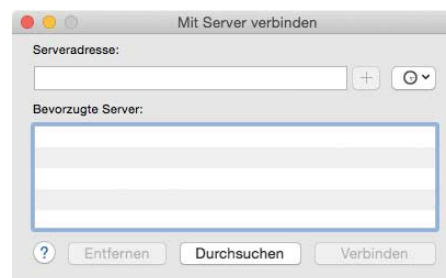 Mit Server verbinden
Serveradresse:
+
Bevorzugte Server:
? Entfernen Durchsuchen Verbinden